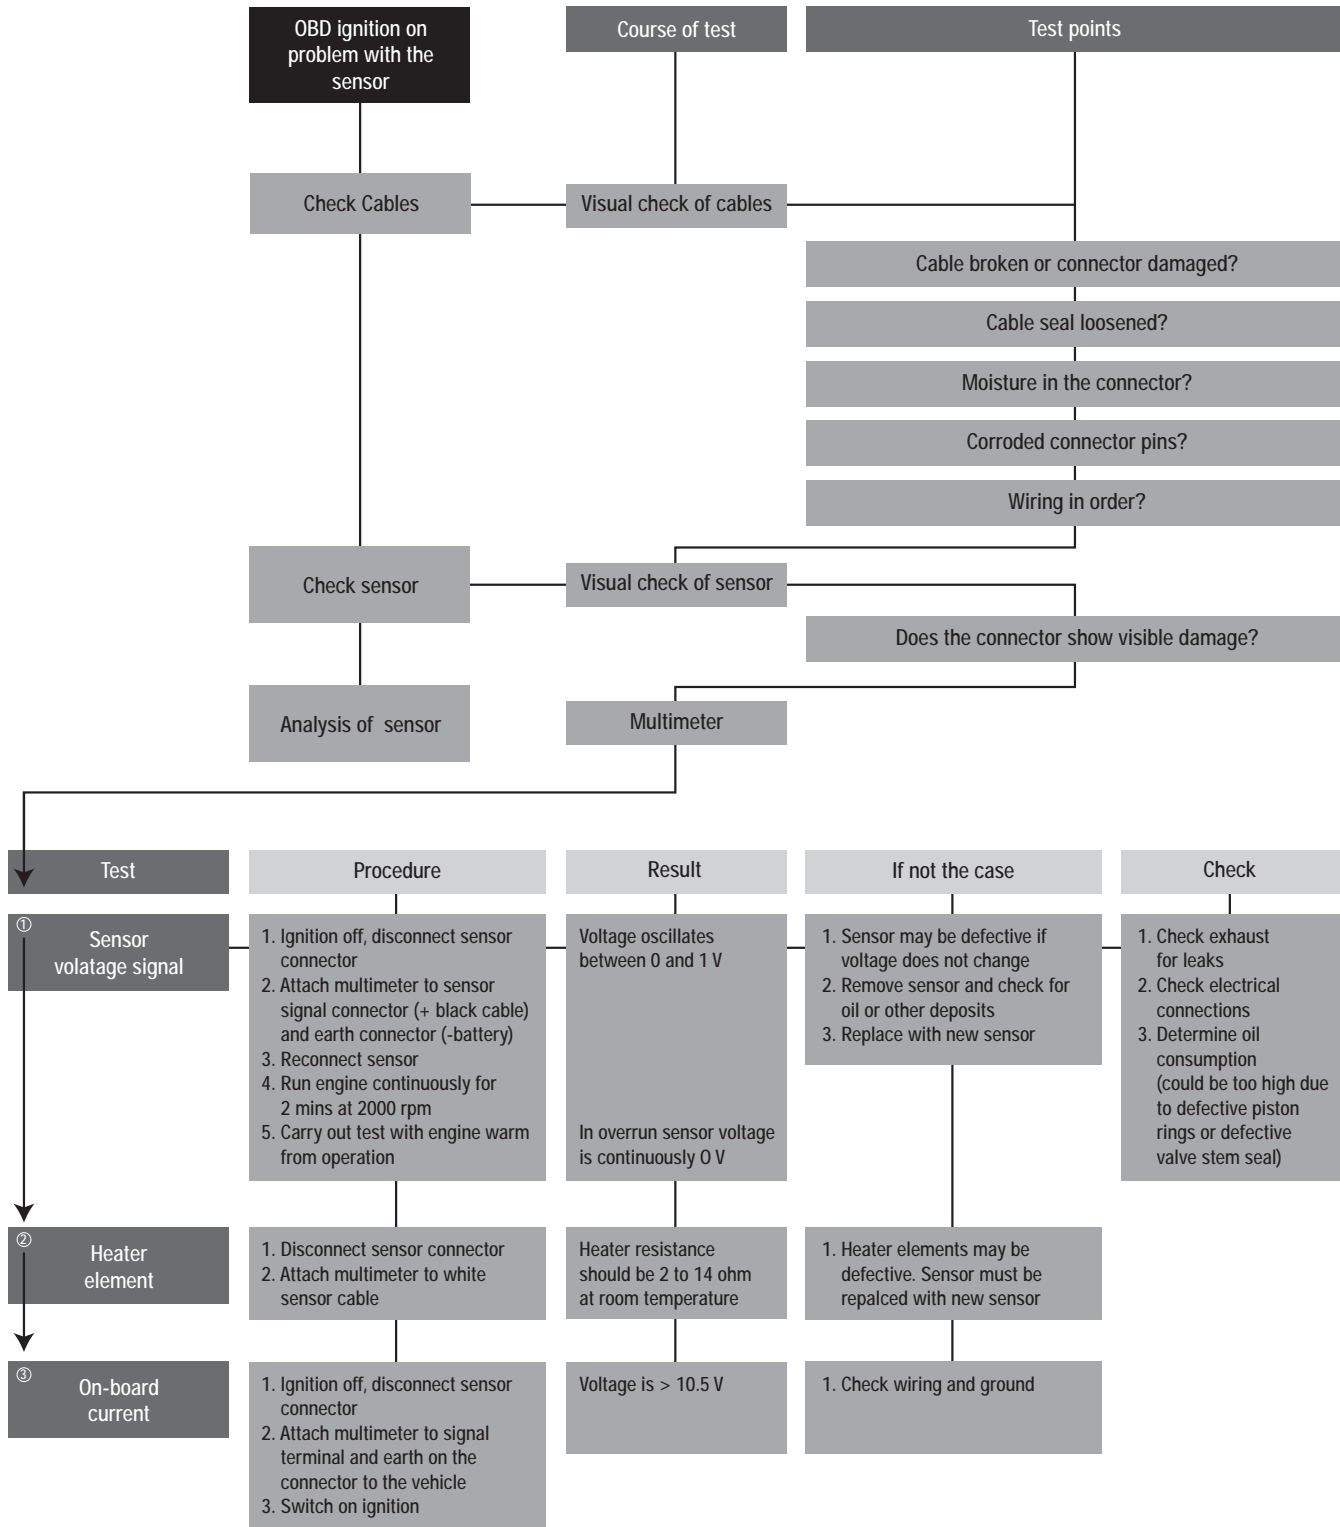 OBD ignition on
problem with the
sensor
Course of test
Test points
Check Cables
Visual check of cables
Cable broken or connector damaged?
Cable seal loosened?
Moisture in the connector?
Corroded connector pins?
Wiring in order?
Check sensor
Visual check of sensor
Does the connector show visible damage?
Analysis of sensor
Multimeter
Test
Procedure
Result
If not the case
Check
①
Sensor
volatage signal
1. Ignition off, disconnect sensor
connector
2. Attach multimeter to sensor
signal connector (+ black cable)
and earth connector (-battery)
3. Reconnect sensor
4. Run engine continuously for
2 mins at 2000 rpm
5. Carry out test with engine warm
from operation
Voltage oscillates
between 0 and 1 V
In overrun sensor voltage
is continuously O V
1. Sensor may be defective if
voltage does not change
2. Remove sensor and check for
oil or other deposits
3. Replace with new sensor
1. Check exhaust
for leaks
2. Check electrical
connections
3. Determine oil
consumption
(could be too high due
to defective piston
rings or defective
valve stem seal)
②
Heater
element
1. Disconnect sensor connector
2. Attach multimeter to white
sensor cable
Heater resistance
should be 2 to 14 ohm
at room temperature
1. Heater elements may be
defective. Sensor must be
repalced with new sensor
③
On-board
current
1. Ignition off, disconnect sensor
connector
2. Attach multimeter to signal
terminal and earth on the
connector to the vehicle
3. Switch on ignition
Voltage is > 10.5 V
1. Check wiring and ground